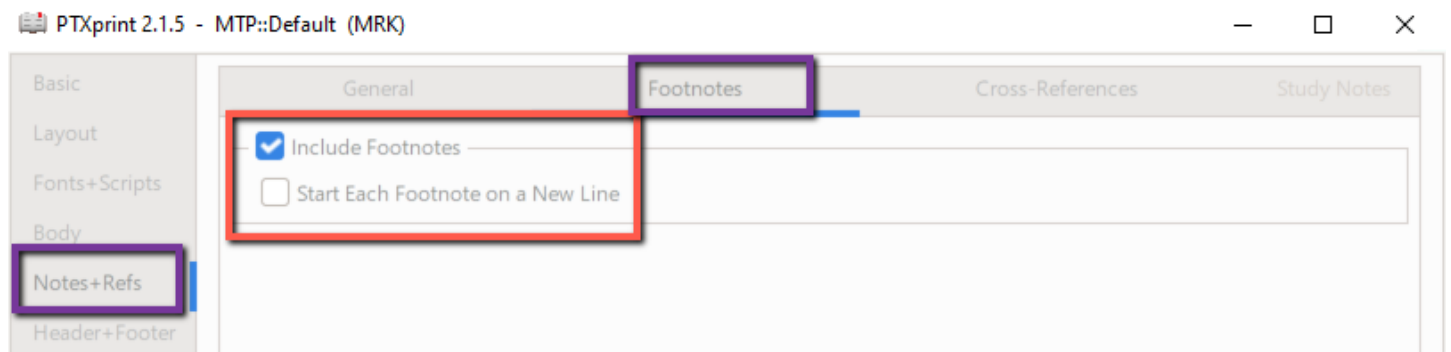 PTXprint 2.1.5 - MTP::Default (MRK)
Basic
General
Footnotes
Cross-References
Study Notes
Layout
Include Footnotes
Fonts+Scripts
Start Each Footnote on a New Line
Body
Notes+Refs
Header+Footer